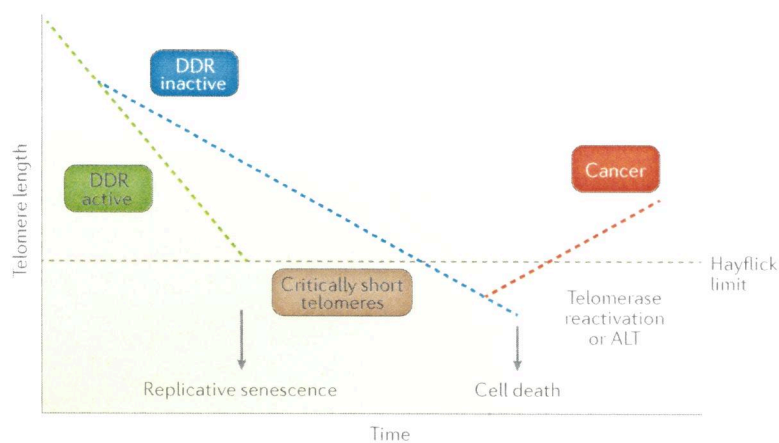 DDR
inactive
Cancer
DDR
active
Telomere length
Hayflick
limit
Critically short
telomeres
Telomerase
reactivation
or ALT
Replicative senescence
Cell death
Time